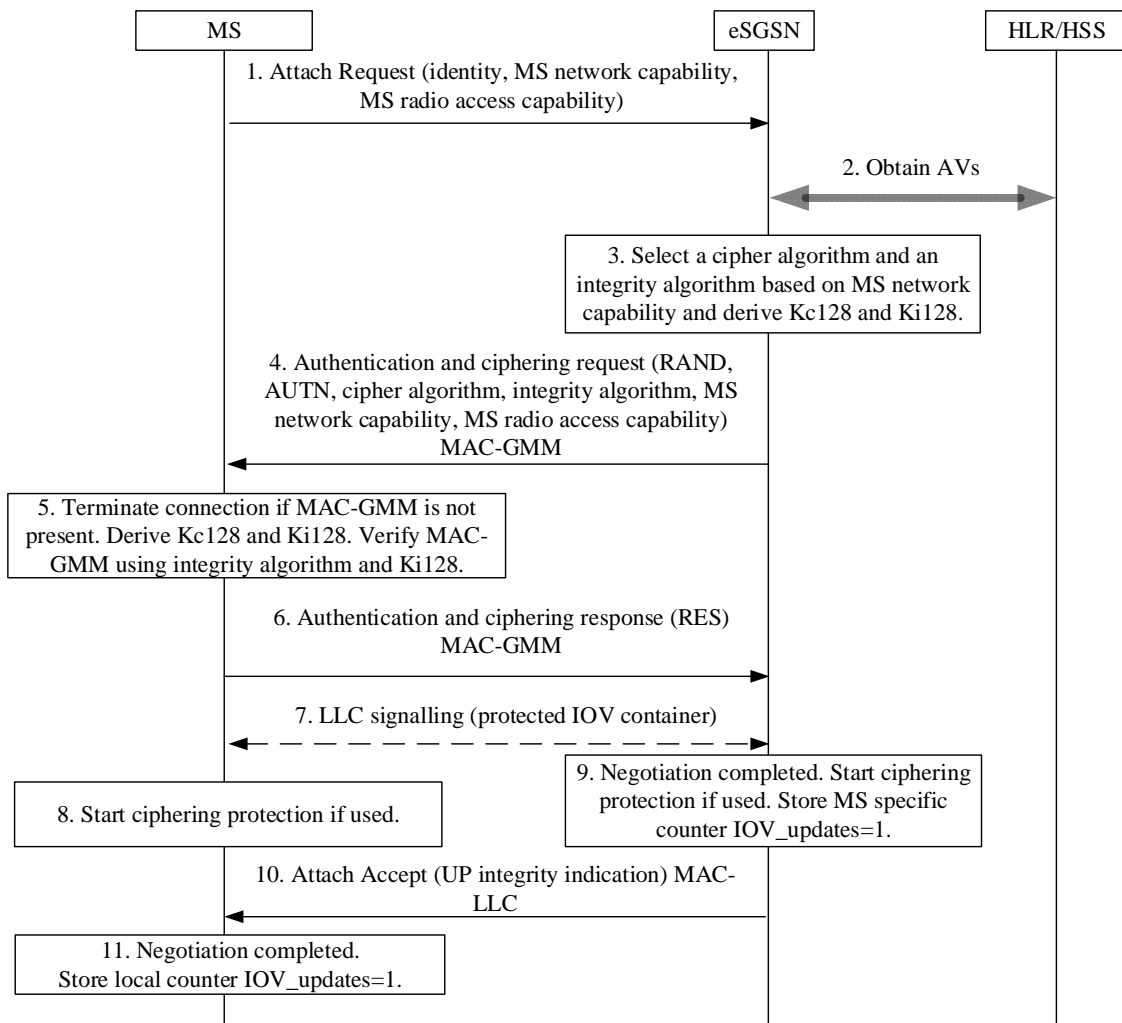 MS
eSGSN
HLR/HSS
1. Attach Request (identity, MS network capability,
MS radio access capability)
2. Obtain AVs
3. Select a cipher algorithm and an
integrity algorithm based on MS network
capability and derive Kc128 and Ki128.
4. Authentication and ciphering request (RAND,
AUTN, cipher algorithm, integrity algorithm, MS
network capability, MS radio access capability)
MAC-GMM
5. Terminate connection if MAC-GMM is not
present. Derive Kc128 and Ki128. Verify MAC-
GMM using integrity algorithm and Ki128.
6. Authentication and ciphering response (RES)
MAC-GMM
7. LLC signalling (protected IOV container)
8. Start ciphering protection if used.
9. Negotiation completed. Start ciphering
protection if used. Store MS specific
counter IOV_updates=1.
10. Attach Accept (UP integrity indication) MAC-
LLC
11. Negotiation completed.
Store local counter IOV_updates=1.